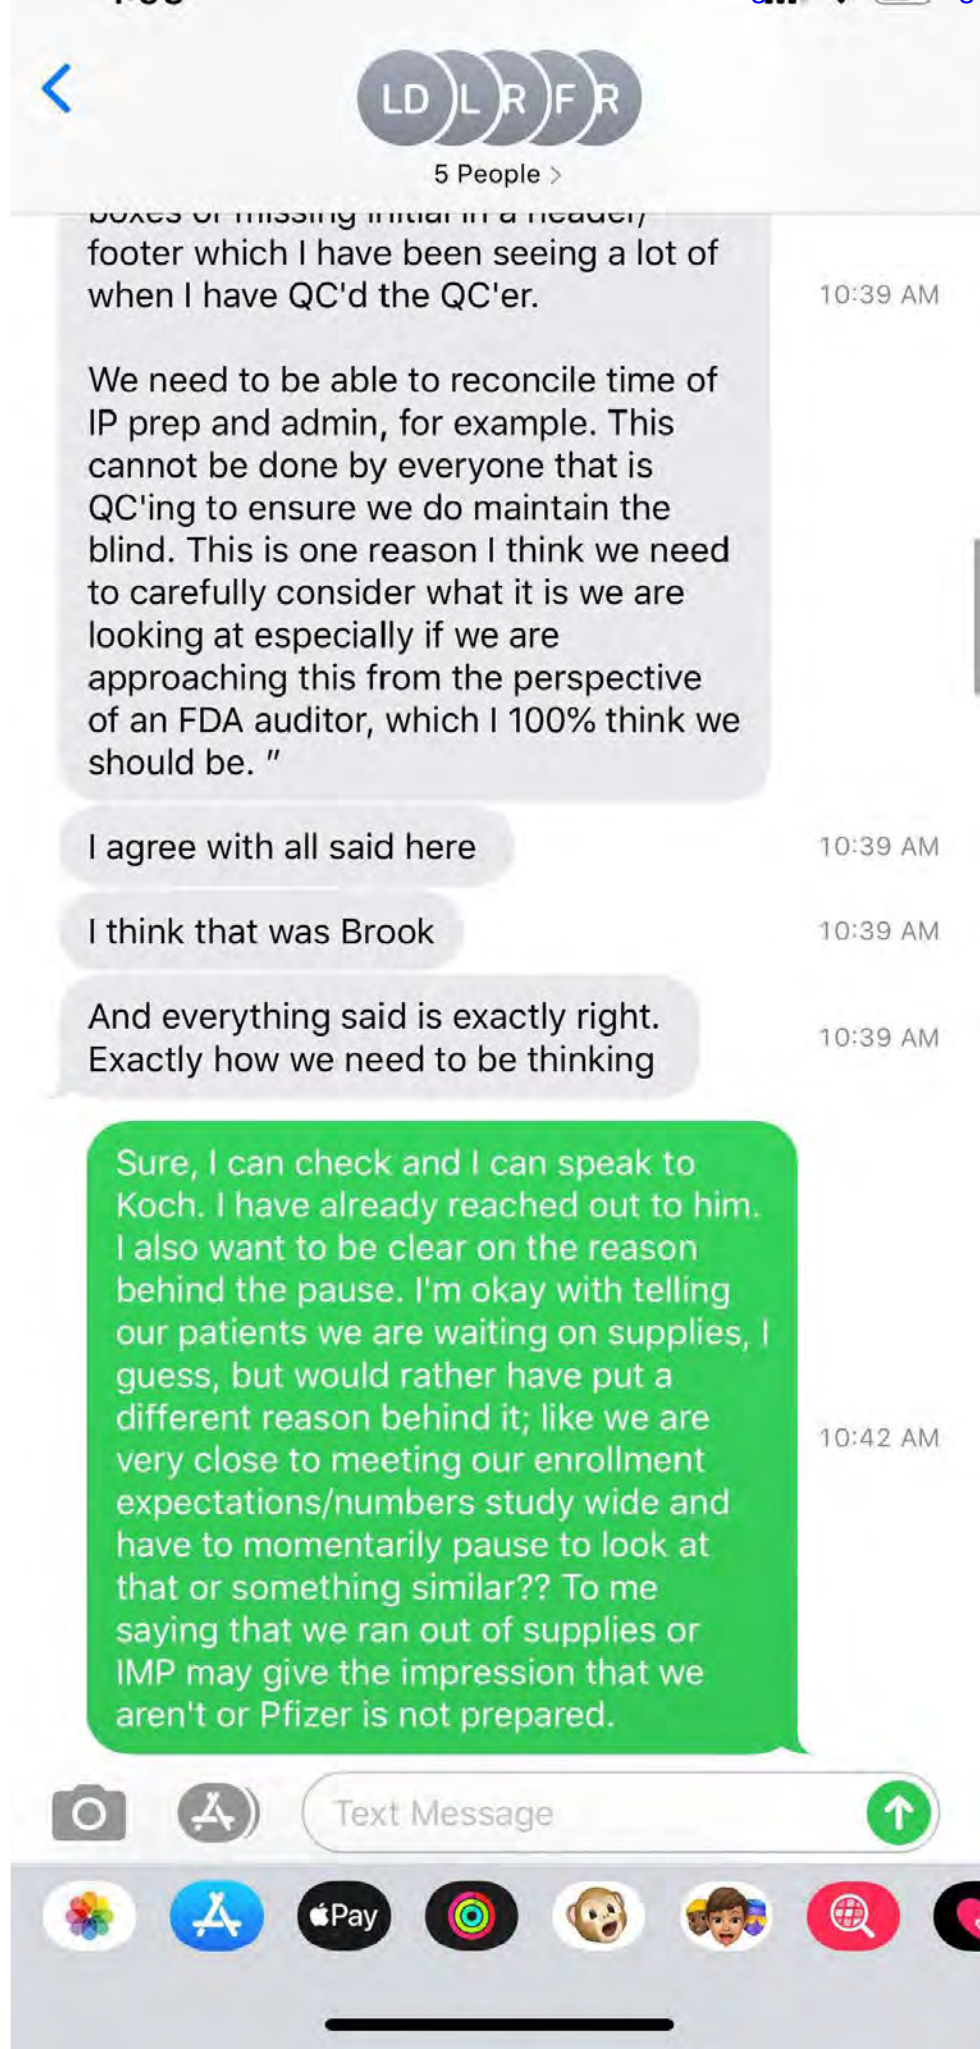 LD L R F R
5 People >
boxes or missing initial in a header/
footer which I have been seeing a lot of
when I have QC'd the QC'er.
10:39 AM
We need to be able to reconcile time of
IP prep and admin, for example. This
cannot be done by everyone that is
QC'ing to ensure we do maintain the
blind. This is one reason I think we need
to carefully consider what it is we are
looking at especially if we are
approaching this from the perspective
of an FDA auditor, which I 100% think we
should be. "
I agree with all said here
10:39 AM
I think that was Brook
10:39 AM
And everything said is exactly right.
Exactly how we need to be thinking
10:39 AM
Sure, I can check and I can speak to
Koch. I have already reached out to him.
I also want to be clear on the reason
behind the pause. I'm okay with telling
our patients we are waiting on supplies, I
guess, but would rather have put a
different reason behind it; like we are
very close to meeting our enrollment
expectations/numbers study wide and
have to momentarily pause to look at
that or something similar?? To me
saying that we ran out of supplies or
IMP may give the impression that we
aren't or Pfizer is not prepared.
10:42 AM
Text Message
Pay